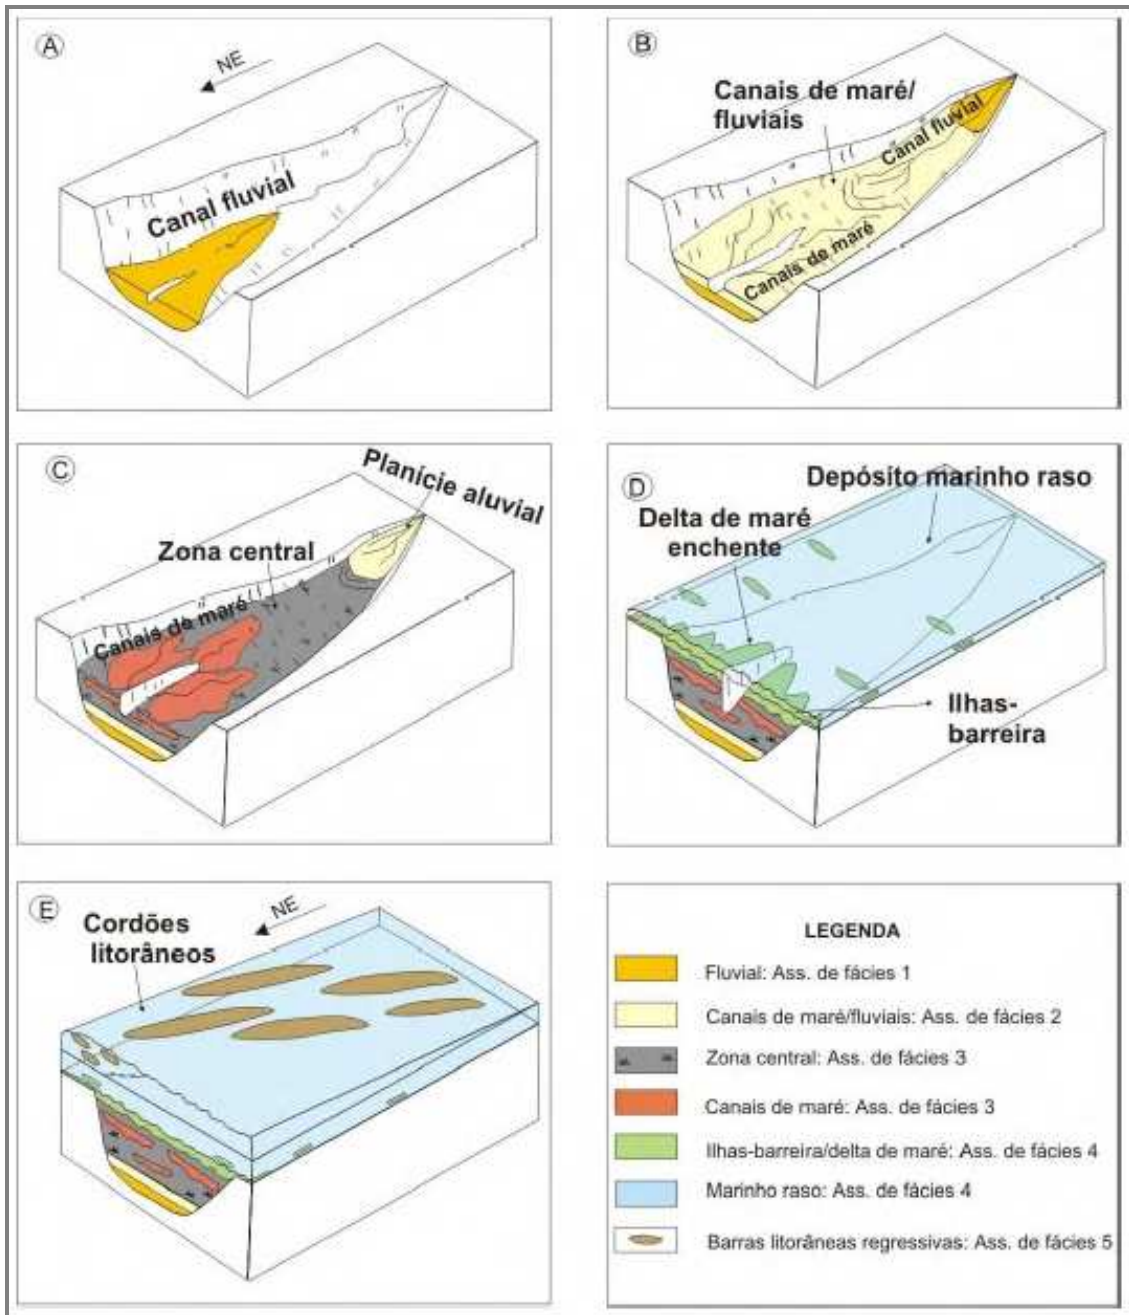 A
NE
Canal fluvial
B
Canais de maré/
fluviais
Canal fluvial
Canais de maré
C
Planície aluvial
Zona central
Canais de maré
D
Depósito marinho raso
Delta de maré
enchente
Ilhas-
barreira
E
NE
Cordões
litorâneos
LEGENDA
Fluvial: Ass. de fácies 1
Canais de maré/fluviais: Ass. de fácies 2
Zona central: Ass. de fácies 3
Canais de maré: Ass. de fácies 3
Ilhas-barreira/delta de maré: Ass. de fácies 4
Marinho raso: Ass. de fácies 4
Barras litorâneas regressivas: Ass. de fácies 5